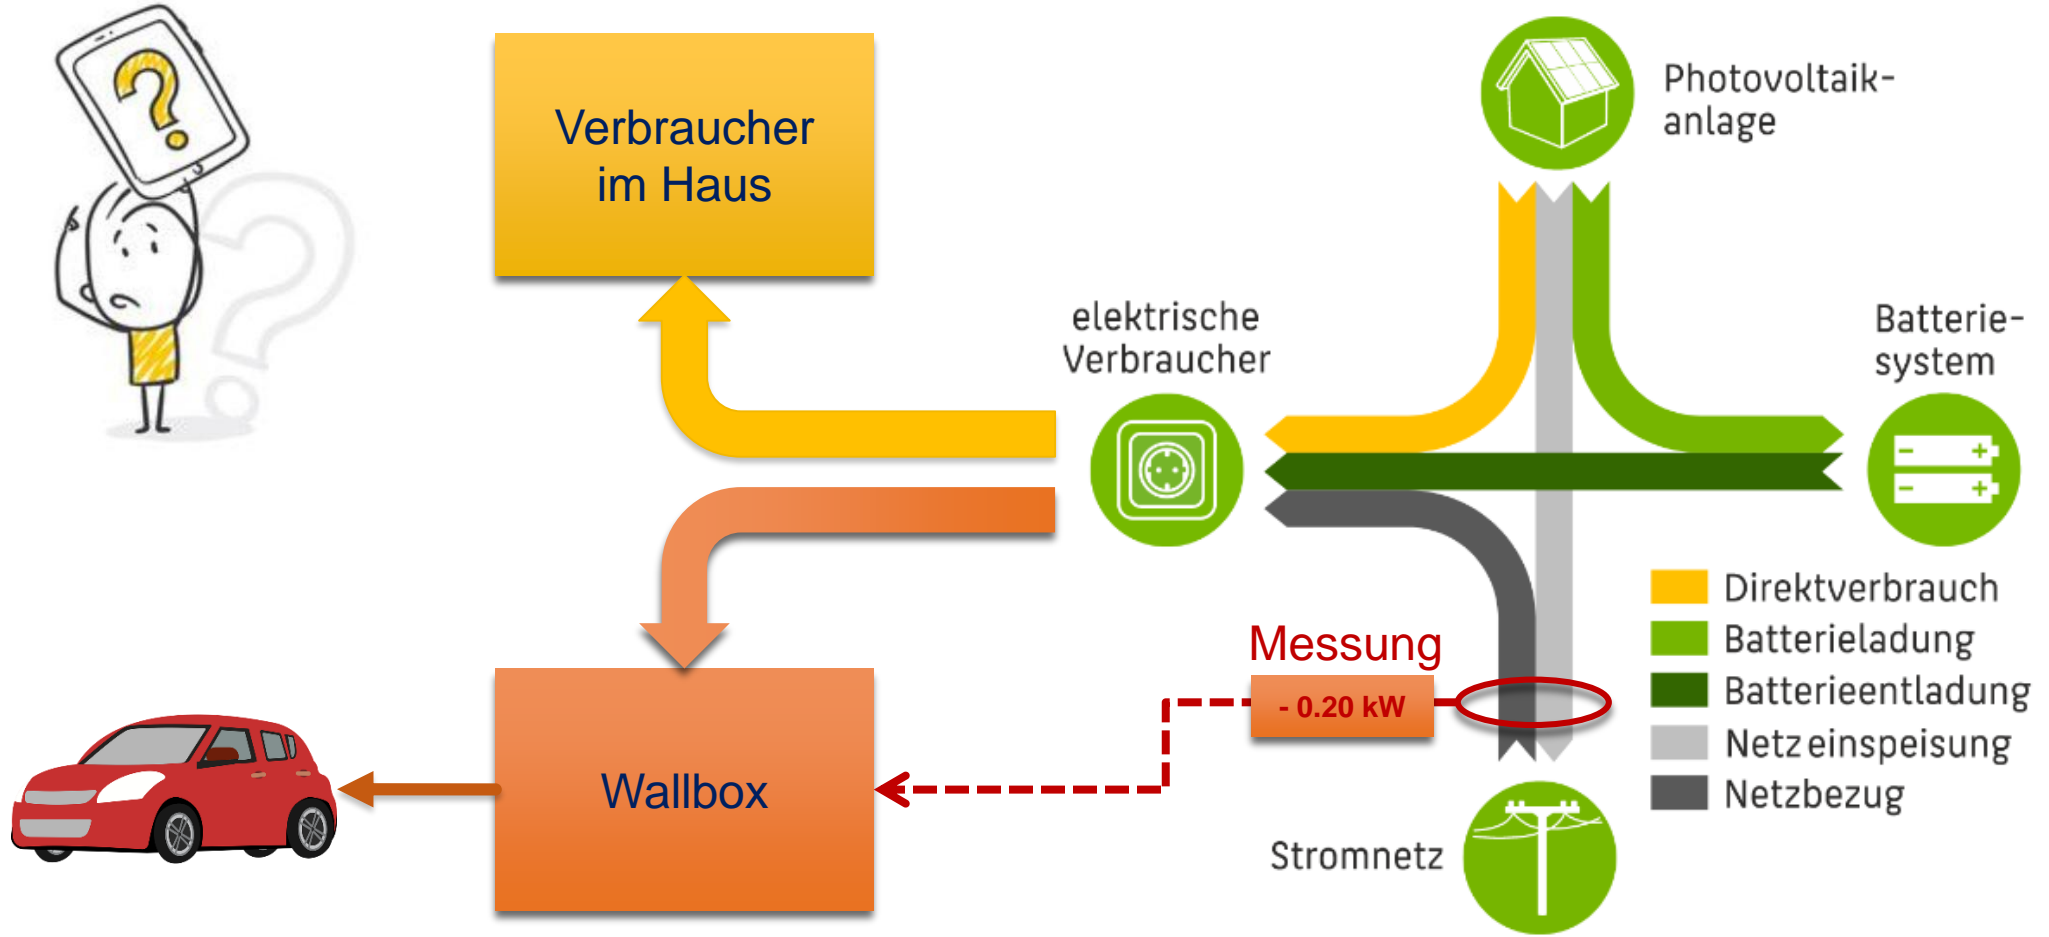 ?
Verbraucher
im Haus
Photovoltaik-
anlage
elektrische
Verbraucher
Batterie-
system
- +
- +
Direktverbrauch
Batterieladung
Batterieentladung
Netzeinspeisung
Netzbezug
Messung
- 0.20 kW
Wallbox
Stromnetz